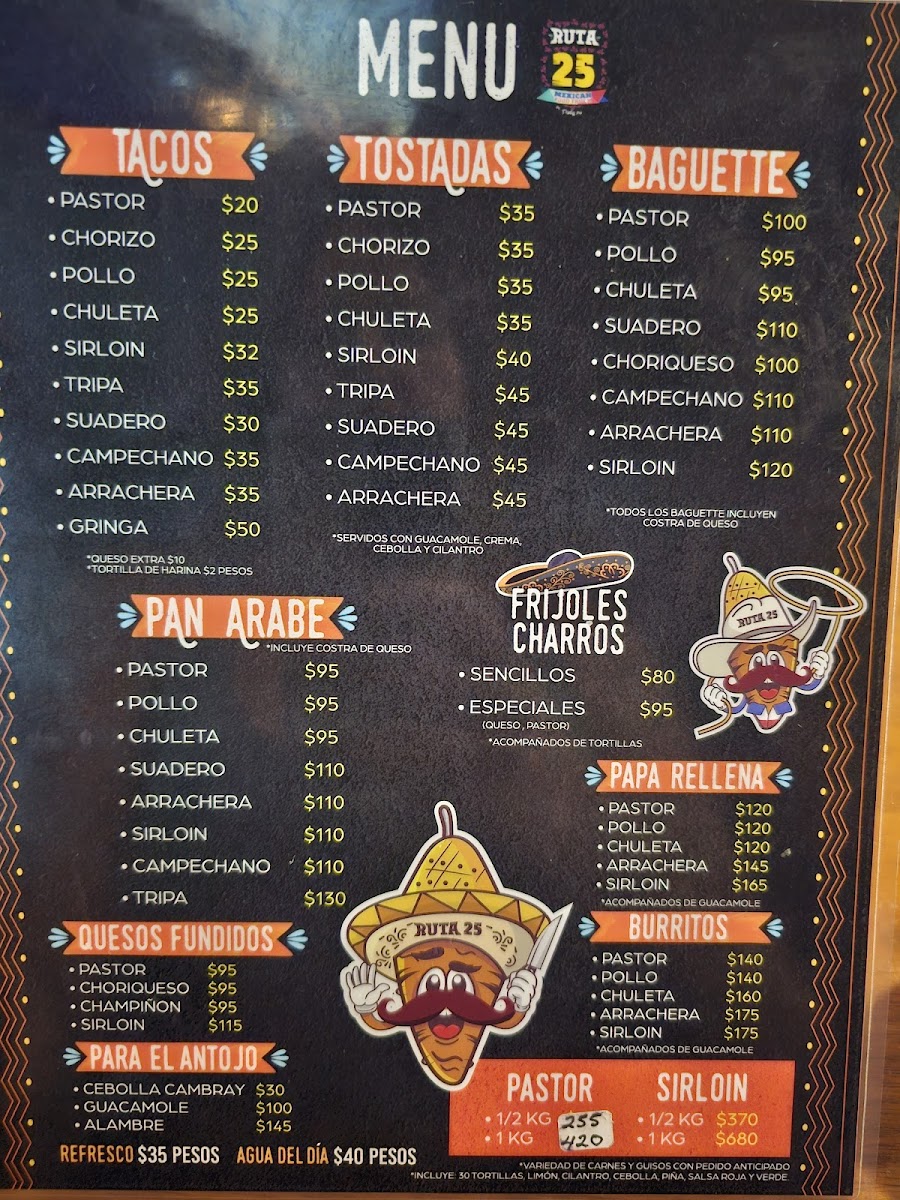 MENU
RUTA
25
MEXICAN
TACOS
• PASTOR $20
• CHORIZO $25
• POLLO $25
• CHULETA $25
• SIRLOIN $32
• TRIPA $35
• SUADERO $30
• CAMPECHANO $35
• ARRACHERA $35
• GRINGA $50
*QUESO EXTRA $10
*TORTILLA DE HARINA $2 PESOS
TOSTADAS
• PASTOR $35
• CHORIZO $35
• POLLO $35
• CHULETA $35
• SIRLOIN $40
• TRIPA $45
• SUADERO $45
• CAMPECHANO $45
• ARRACHERA $45
*SERVIDOS CON GUACAMOLE, CREMA,
CEBOLLA Y CILANTRO
BAGUETTE
• PASTOR $100
• POLLO $95
• CHULETA $95
• SUADERO $110
• CHORIQUESO $100
• CAMPECHANO $110
• ARRACHERA $110
• SIRLOIN $120
*TODOS LOS BAGUETTE INCLUYEN
COSTRA DE QUESO
PAN ARABE
*INCLUYE COSTRA DE QUESO
• PASTOR $95
• POLLO $95
• CHULETA $95
• SUADERO $110
• ARRACHERA $110
• SIRLOIN $110
• CAMPECHANO $110
• TRIPA $130
FRIJOLES
CHARROS
• SENCILLOS $80
• ESPECIALES $95
(QUESO , PASTOR)
*ACOMPAÑADOS DE TORTILLAS
RUTA 25
PAPA RELLENA
• PASTOR $120
• POLLO $120
• CHULETA $120
• ARRACHERA $145
• SIRLOIN $165
*ACOMPAÑADOS DE GUACAMOLE
QUESOS FUNDIDOS
• PASTOR $95
• CHORIQUESO $95
• CHAMPIÑON $95
• SIRLOIN $115
RUTA 25
BURRITOS
• PASTOR $140
• POLLO $140
• CHULETA $160
• ARRACHERA $175
• SIRLOIN $175
*ACOMPAÑADOS DE GUACAMOLE
PARA EL ANTOJO
• CEBOLLA CAMBRAY $30
• GUACAMOLE $100
• ALAMBRE $145
PASTOR
• 1/2 KG 255
• 1 KG 420
SIRLOIN
• 1/2 KG $370
• 1 KG $680
REFRESCO $35 PESOS AGUA DEL DÍA $40 PESOS
*VARIEDAD DE CARNES Y GUISOS CON PEDIDO ANTICIPADO
*INCLUYE: 30 TORTILLAS, LIMÓN, CILANTRO, CEBOLLA, PIÑA, SALSA ROJA Y VERDE.